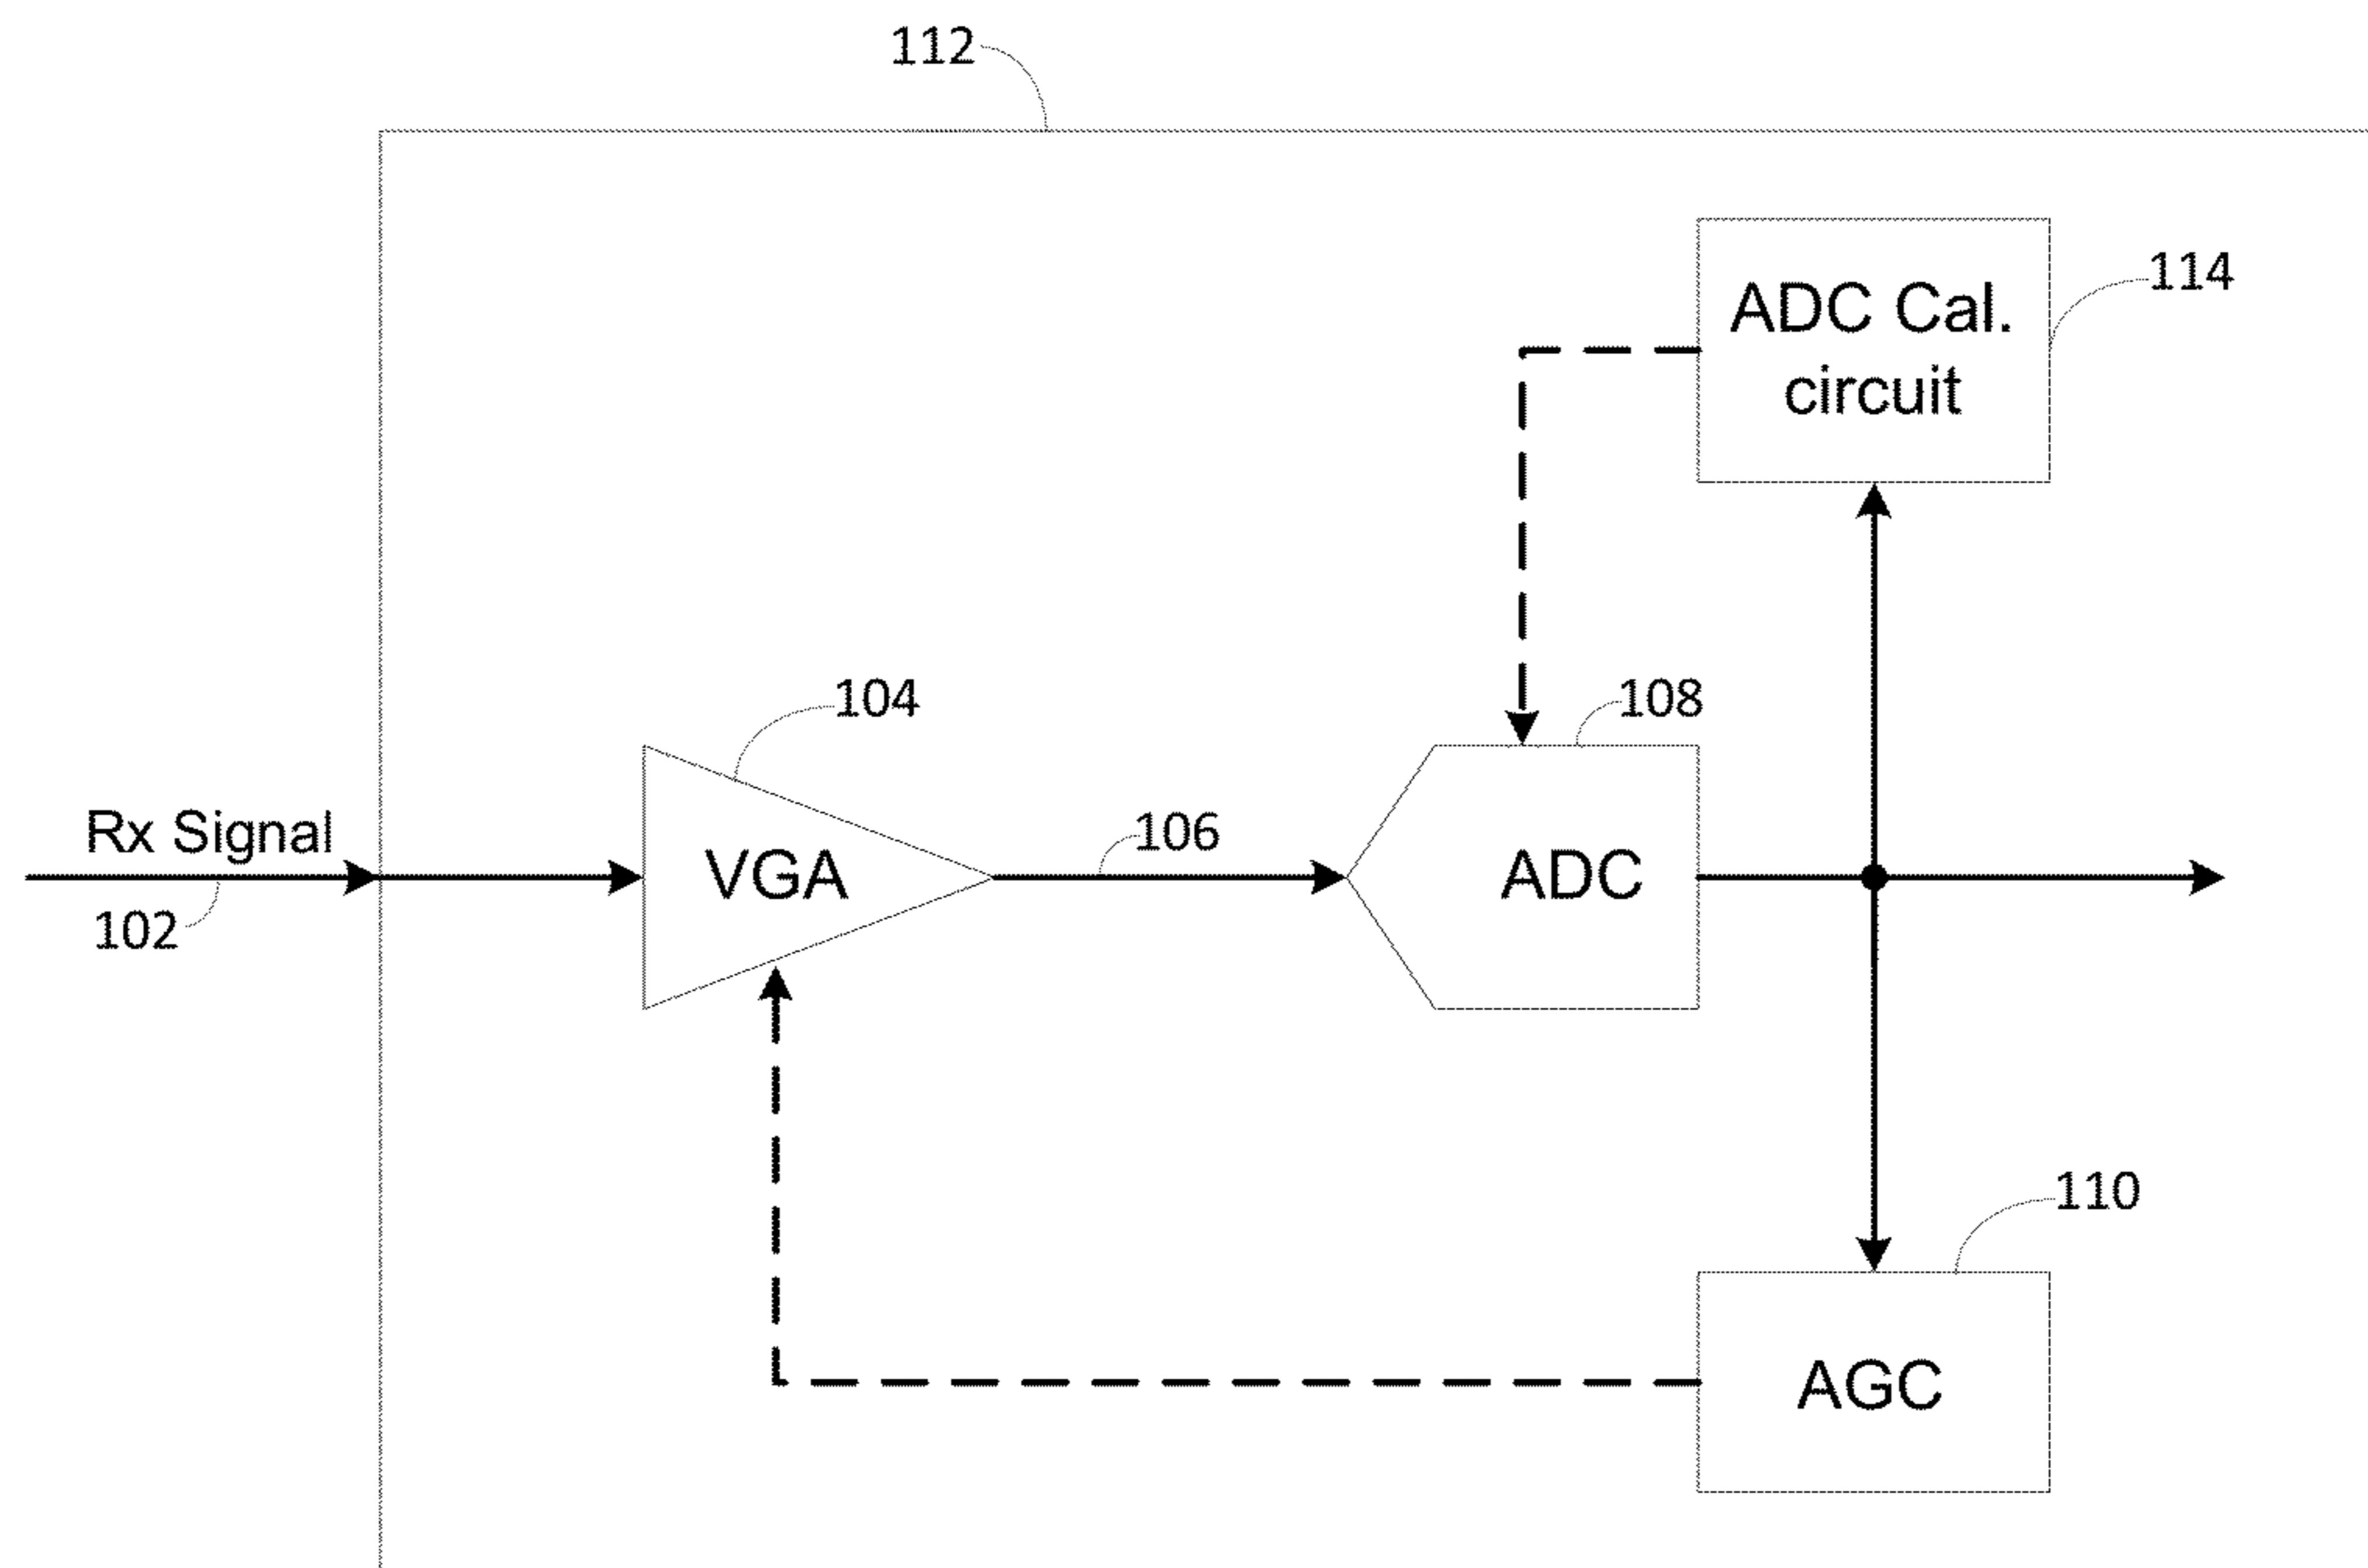 112
ADC Cal.
circuit
114
104
108
Rx Signal
102
VGA
106
ADC
110
AGC